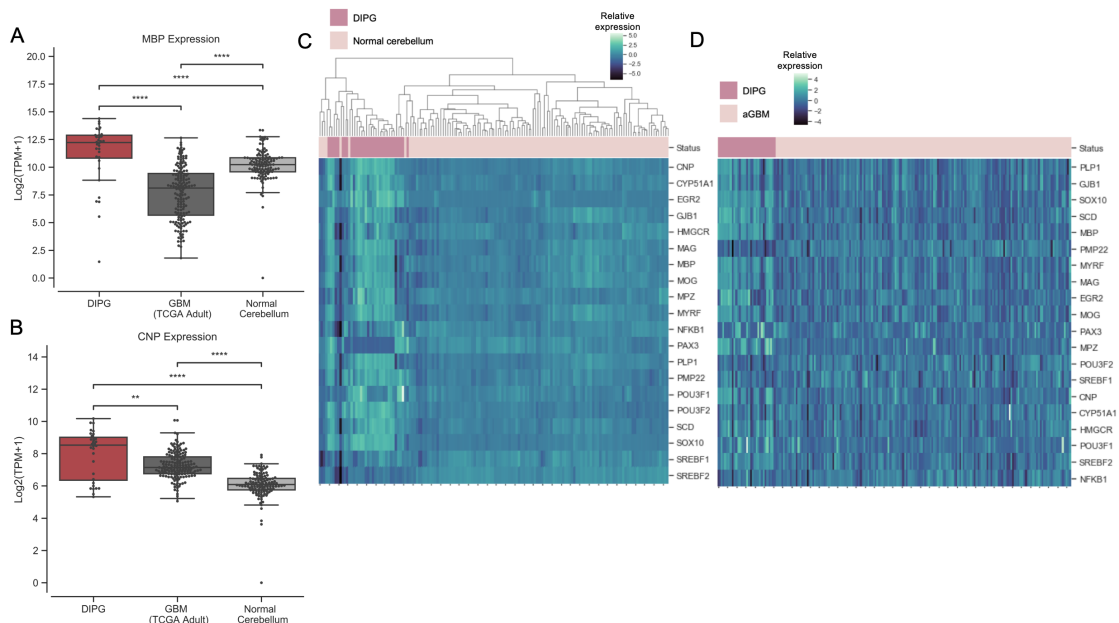 A
MBP Expression
Log2(TPM+1)
20.0
17.5
15.0
12.5
10.0
7.5
5.0
2.5
0.0
****
****
****
DIPG
GBM
(TCGA Adult)
Normal
Cerebellum
B
CNP Expression
Log2(TPM+1)
14
12
10
8
6
4
2
0
****
****
**
DIPG
GBM
(TCGA Adult)
Normal
Cerebellum
C
DIPG
Normal cerebellum
Relative
expression
5.0
2.5
0.0
−2.5
−5.0
Status
CNP
CYP51A1
EGR2
GJB1
HMGCR
MAG
MBP
MOG
MPZ
MYRF
NFKB1
PAX3
PLP1
PMP22
POU3F1
POU3F2
SCD
SOX10
SREBF1
SREBF2
D
DIPG
aGBM
Relative
expression
4
2
0
−2
−4
Status
PLP1
GJB1
SOX10
SCD
MBP
PMP22
MYRF
MAG
EGR2
MOG
PAX3
MPZ
POU3F2
SREBF1
CNP
CYP51A1
HMGCR
POU3F1
SREBF2
NFKB1